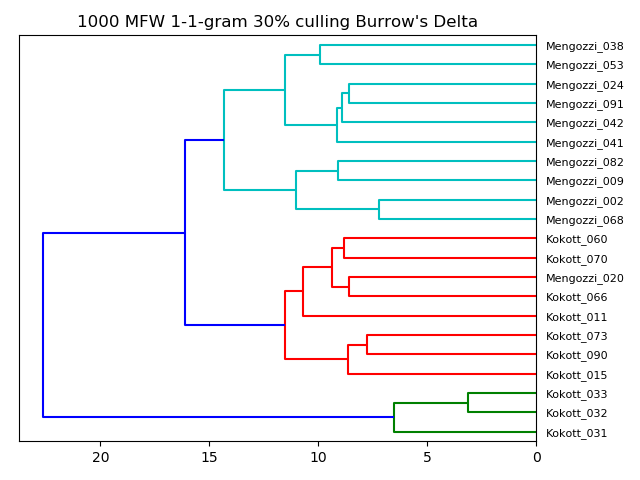 1000 MFW 1-1-gram 30% culling Burrow's Delta
Mengozzi_038
Mengozzi_053
Mengozzi_024
Mengozzi_091
Mengozzi_042
Mengozzi_041
Mengozzi_082
Mengozzi_009
Mengozzi_002
Mengozzi_068
Kokott_060
Kokott_070
Mengozzi_020
Kokott_066
Kokott_011
Kokott_073
Kokott_090
Kokott_015
Kokott_033
Kokott_032
Kokott_031
20 15 10 5 0